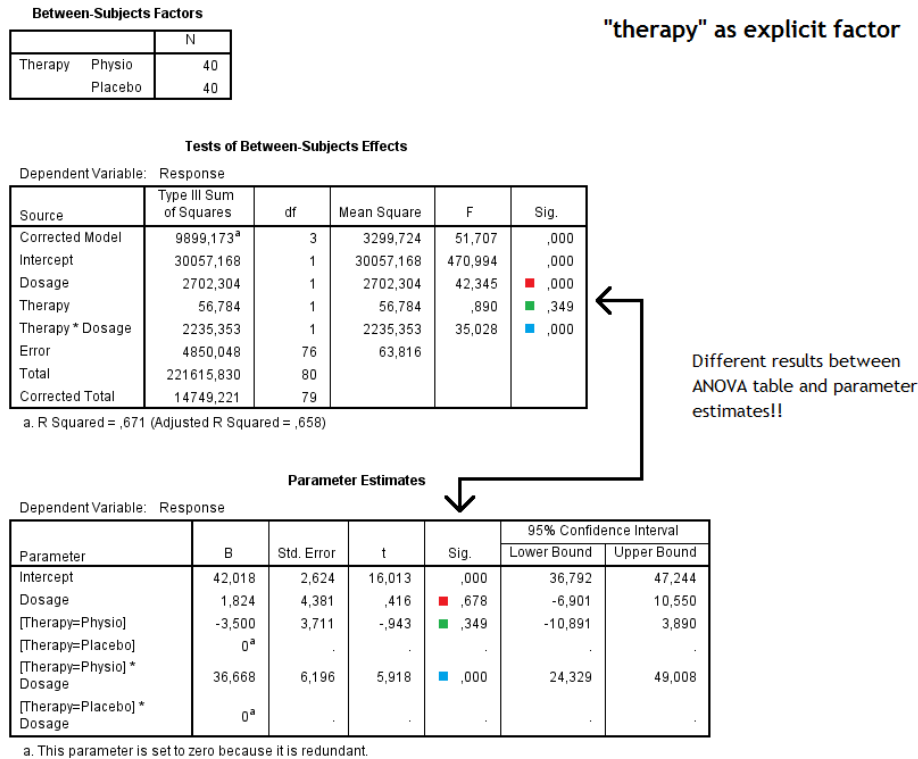 Between-Subjects Factors
"therapy" as explicit factor
N
Therapy Physio 40
Placebo 40
Tests of Between-Subjects Effects
Dependent Variable: Response
Source Type III Sum of Squares df Mean Square F Sig.
Corrected Model 9899,173a 3 3299,724 51,707 ,000
Intercept 30057,168 1 30057,168 470,994 ,000
Dosage 2702,304 1 2702,304 42,345 ,000
Therapy 56,784 1 56,784 ,890 ,349
Therapy * Dosage 2235,353 1 2235,353 35,028 ,000
Error 4850,048 76 63,816
Total 221615,830 80
Corrected Total 14749,221 79
a. R Squared = ,671 (Adjusted R Squared = ,658)
Different results between
ANOVA table and parameter
estimates!!
Parameter Estimates
Dependent Variable: Response
95% Confidence Interval
Parameter B Std. Error t Sig. Lower Bound Upper Bound
Intercept 42,018 2,624 16,013 ,000 36,792 47,244
Dosage 1,824 4,381 ,416 ,678 -6,901 10,550
[Therapy=Physio] -3,500 3,711 -,943 ,349 -10,891 3,890
[Therapy=Placebo] 0a . . . . .
[Therapy=Physio] *
Dosage 36,668 6,196 5,918 ,000 24,329 49,008
[Therapy=Placebo] *
Dosage 0a . . . . .
a. This parameter is set to zero because it is redundant.